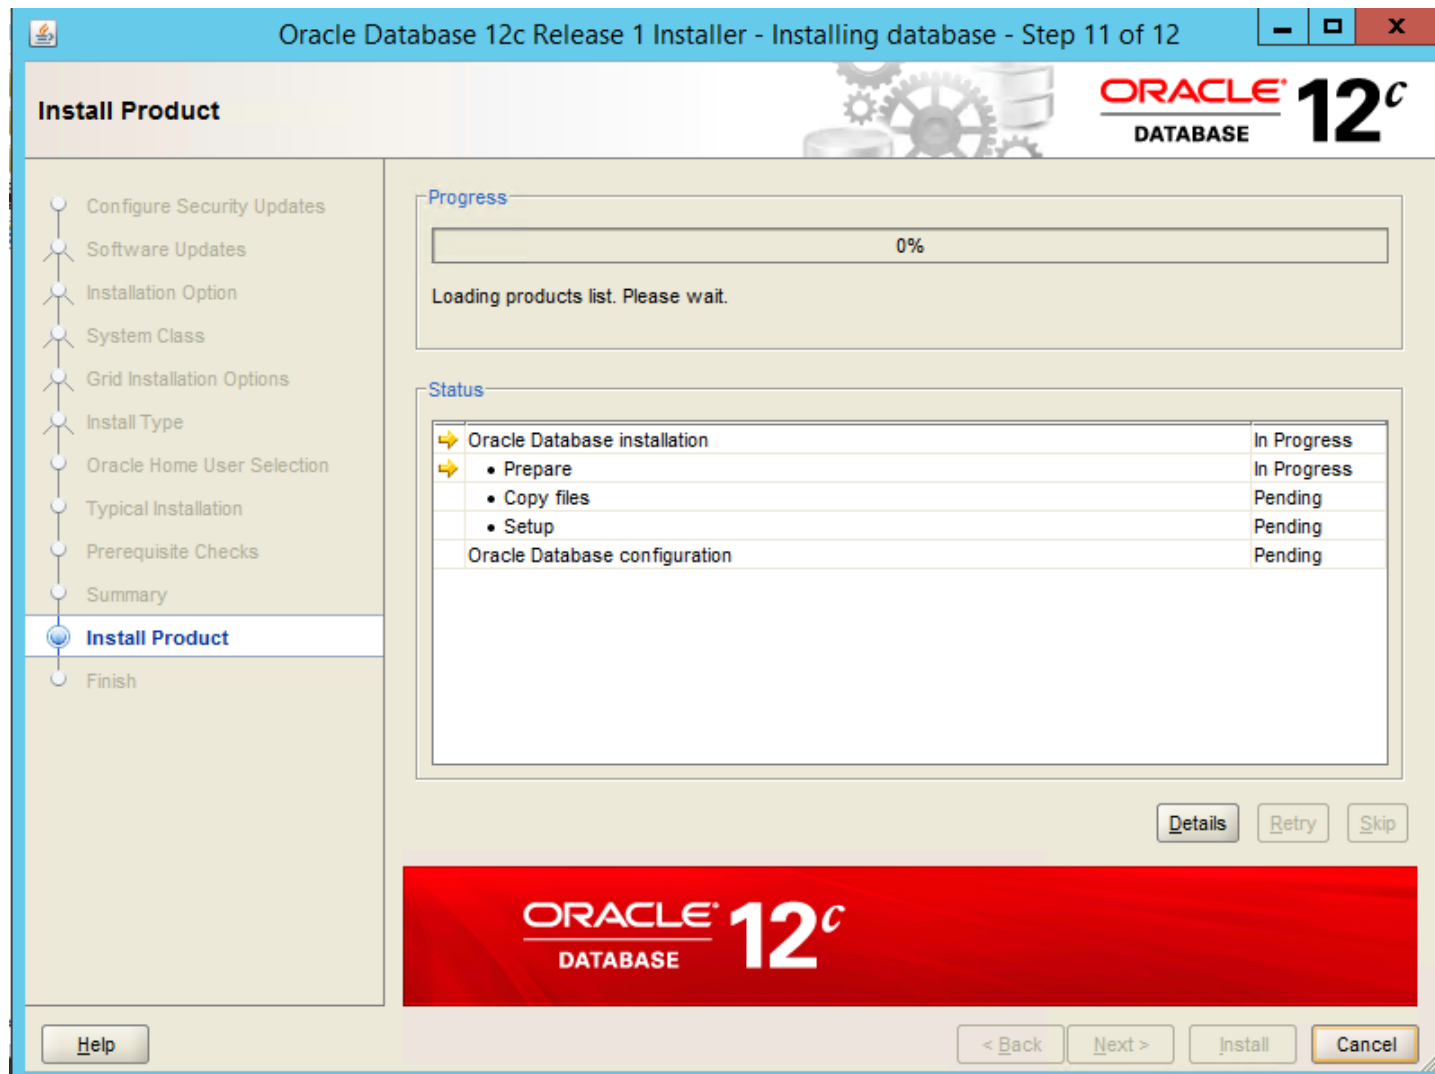 Oracle Database 12c Release 1 Installer - Installing database - Step 11 of 12
Install Product
ORACLE
DATABASE
12c
Configure Security Updates
Software Updates
Installation Option
System Class
Grid Installation Options
Install Type
Oracle Home User Selection
Typical Installation
Prerequisite Checks
Summary
Install Product
Finish
Progress
0%
Loading products list. Please wait.
Status
Oracle Database installation In Progress
• Prepare In Progress
• Copy files Pending
• Setup Pending
Oracle Database configuration Pending
Details Retry Skip
ORACLE
DATABASE
12c
Help < Back Next > Install Cancel